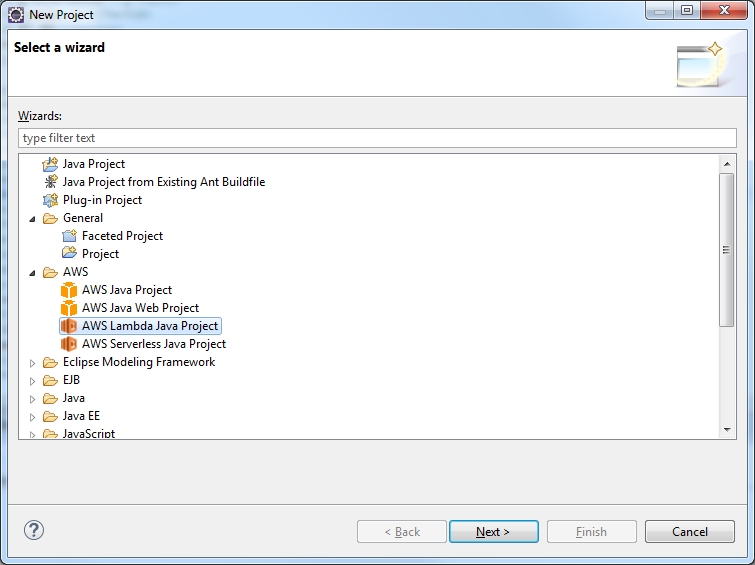 New Project
Select a wizard
Wizards:
type filter text
Java Project
Java Project from Existing Ant Buildfile
Plug-in Project
General
Faceted Project
Project
AWS
AWS Java Project
AWS Java Web Project
AWS Lambda Java Project
AWS Serverless Java Project
Eclipse Modeling Framework
EJB
Java
Java EE
JavaScript
? < Back Next > Finish Cancel